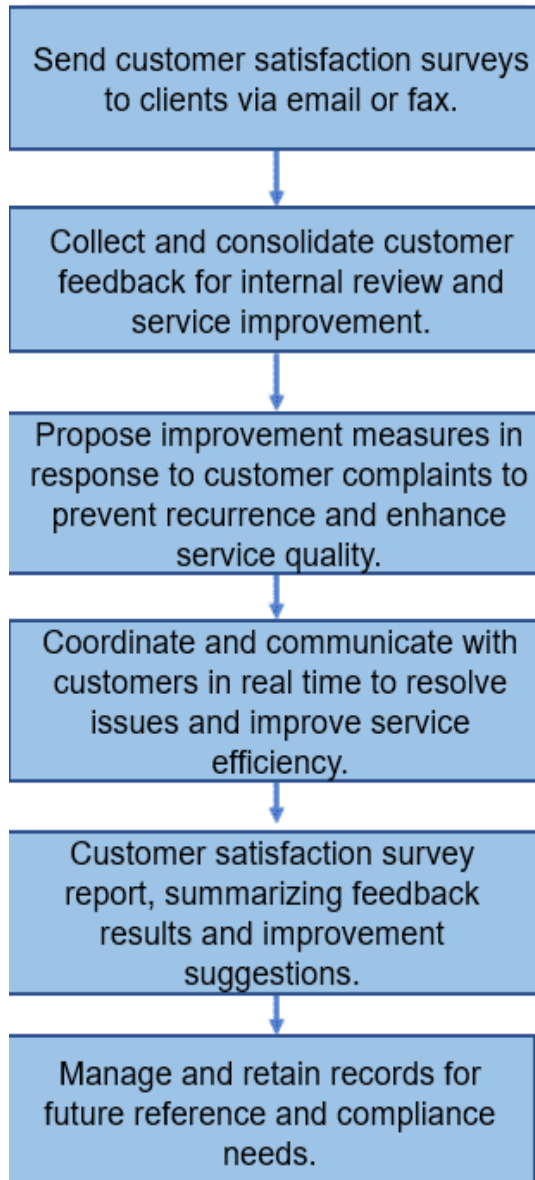 Send customer satisfaction surveys
to clients via email or fax.
Collect and consolidate customer
feedback for internal review and
service improvement.
Propose improvement measures in
response to customer complaints to
prevent recurrence and enhance
service quality.
Coordinate and communicate with
customers in real time to resolve
issues and improve service
efficiency.
Customer satisfaction survey
report, summarizing feedback
results and improvement
suggestions.
Manage and retain records for
future reference and compliance
needs.